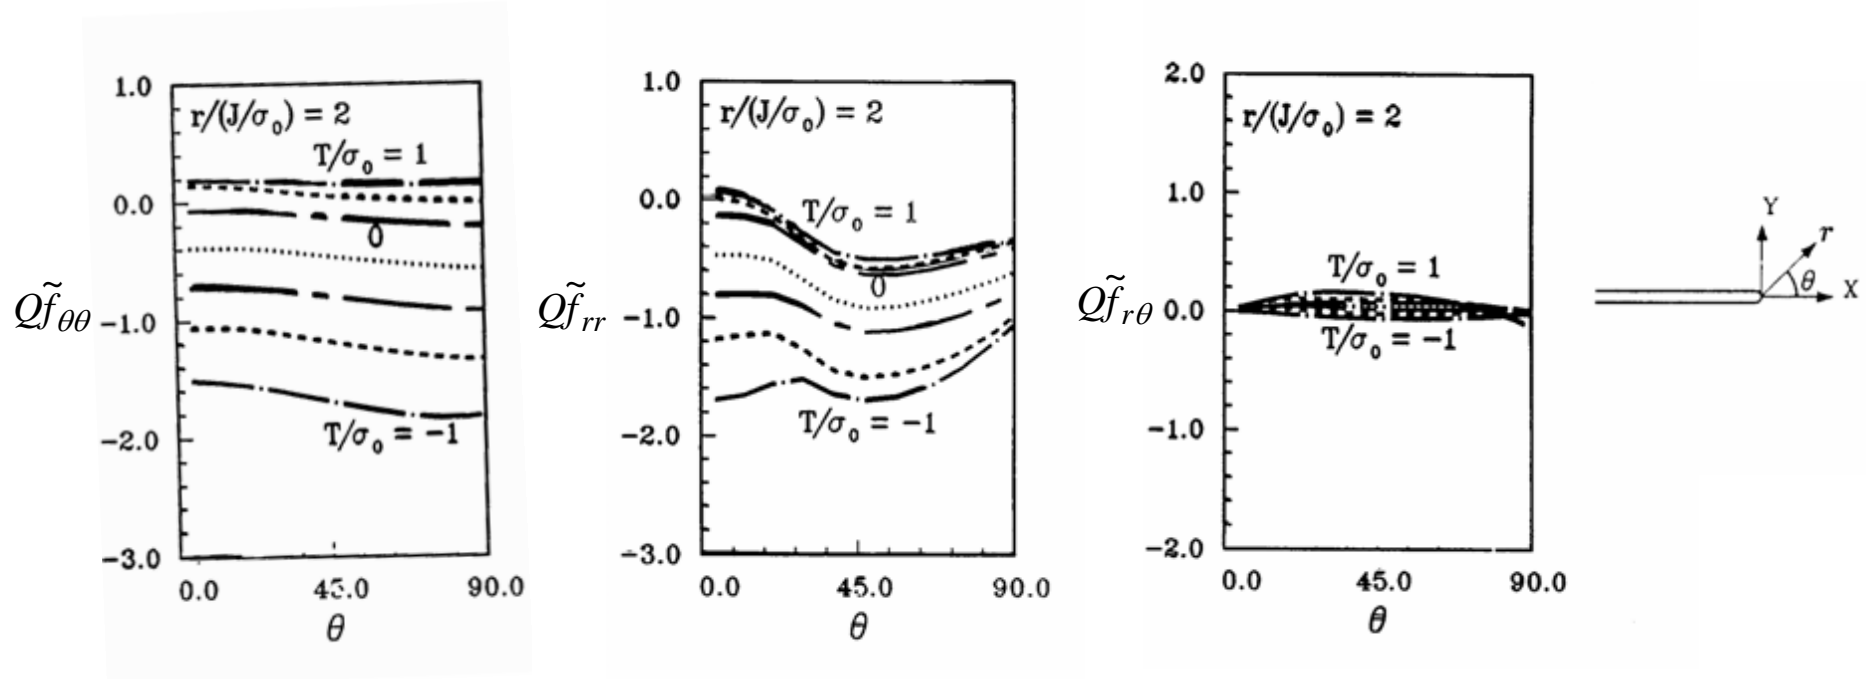 Qf̃θθ
1.0
0.0
−1.0
−2.0
−3.0
r/(J/σ₀) = 2
T/σ₀ = 1
0
T/σ₀ = −1
0.0 45.0 90.0
θ
Qf̃rr
1.0
0.0
−1.0
−2.0
−3.0
r/(J/σ₀) = 2
T/σ₀ = 1
0
T/σ₀ = −1
0.0 45.0 90.0
θ
Qf̃rθ
2.0
1.0
0.0
−1.0
−2.0
r/(J/σ₀) = 2
T/σ₀ = 1
T/σ₀ = −1
0.0 45.0 90.0
θ
Y
r
θ
X